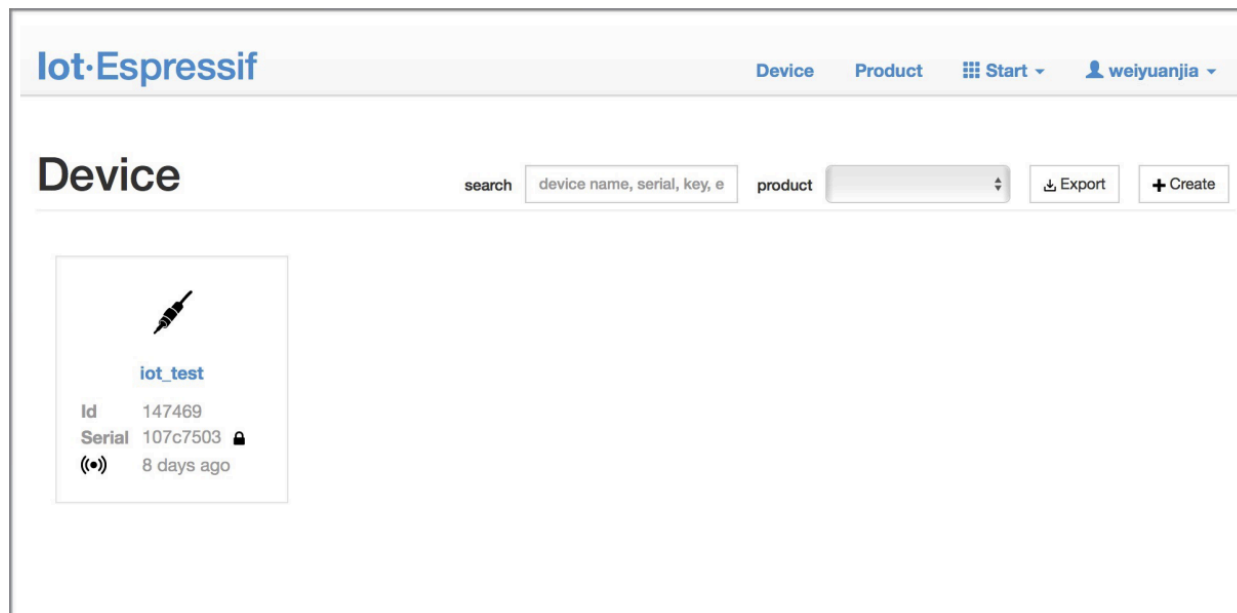 Iot·Espressif
Device Product Start weiyuanjia
Device
search device name, serial, key, e product Export Create
iot_test
Id 147469
Serial 107c7503
8 days ago